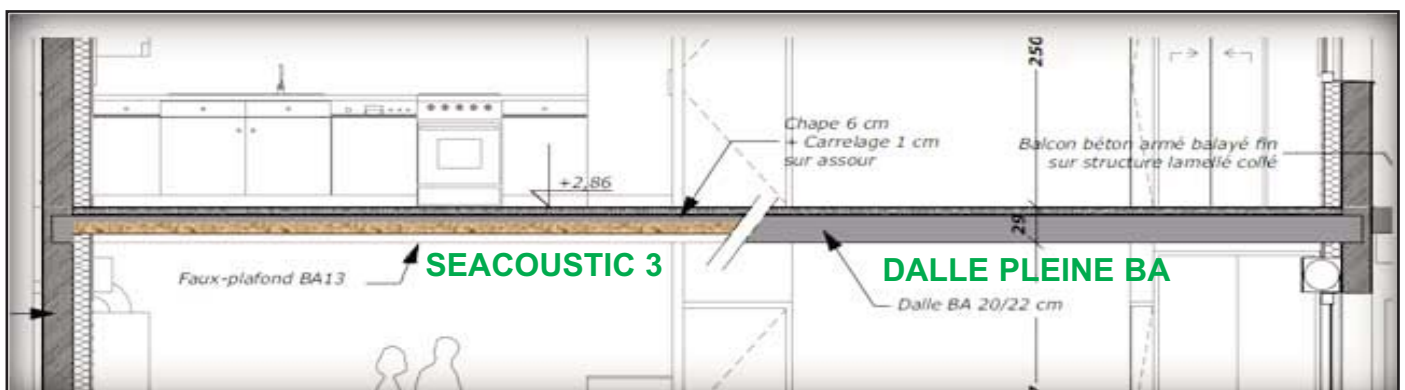 250
Chape 6 cm
+ Carrelage 1 cm
sur assour
Balcon béton armé balayé fin
sur structure lamellé collé
+2,86
29
Faux-plafond BA13
SEACOUSTIC 3
DALLE PLEINE BA
Dalle BA 20/22 cm